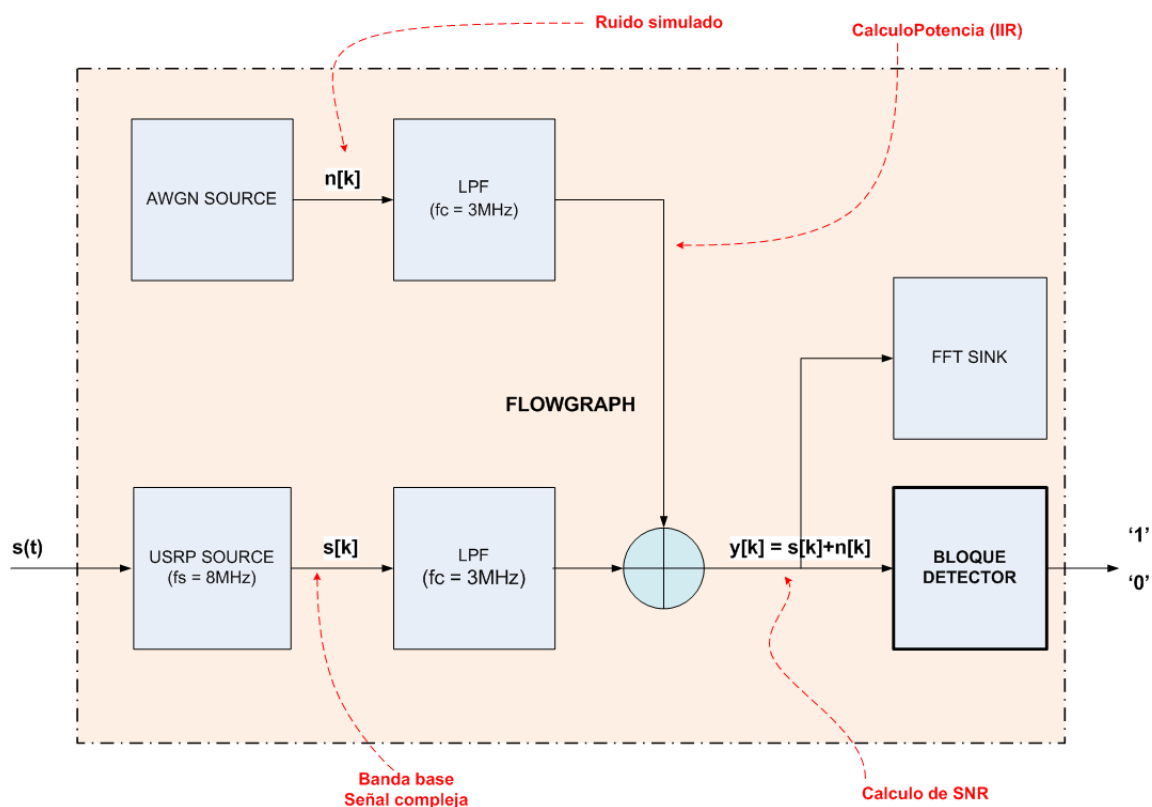 Ruido simulado
CalculoPotencia (IIR)
AWGN SOURCE
n[k]
LPF
(fc = 3MHz)
FFT SINK
FLOWGRAPH
s(t)
USRP SOURCE
(fs = 8MHz)
s[k]
LPF
(fc = 3MHz)
y[k] = s[k]+n[k]
BLOQUE
DETECTOR
‘1’
‘0’
Banda base
Señal compleja
Calculo de SNR